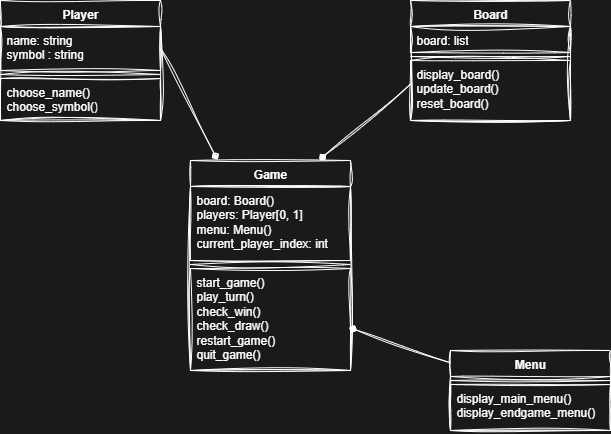 Player
name: string
symbol : string
choose_name()
choose_symbol()
Board
board: list
display_board()
update_board()
reset_board()
Game
board: Board()
players: Player[0, 1]
menu: Menu()
current_player_index: int
start_game()
play_turn()
check_win()
check_draw()
restart_game()
quit_game()
Menu
display_main_menu()
display_endgame_menu()